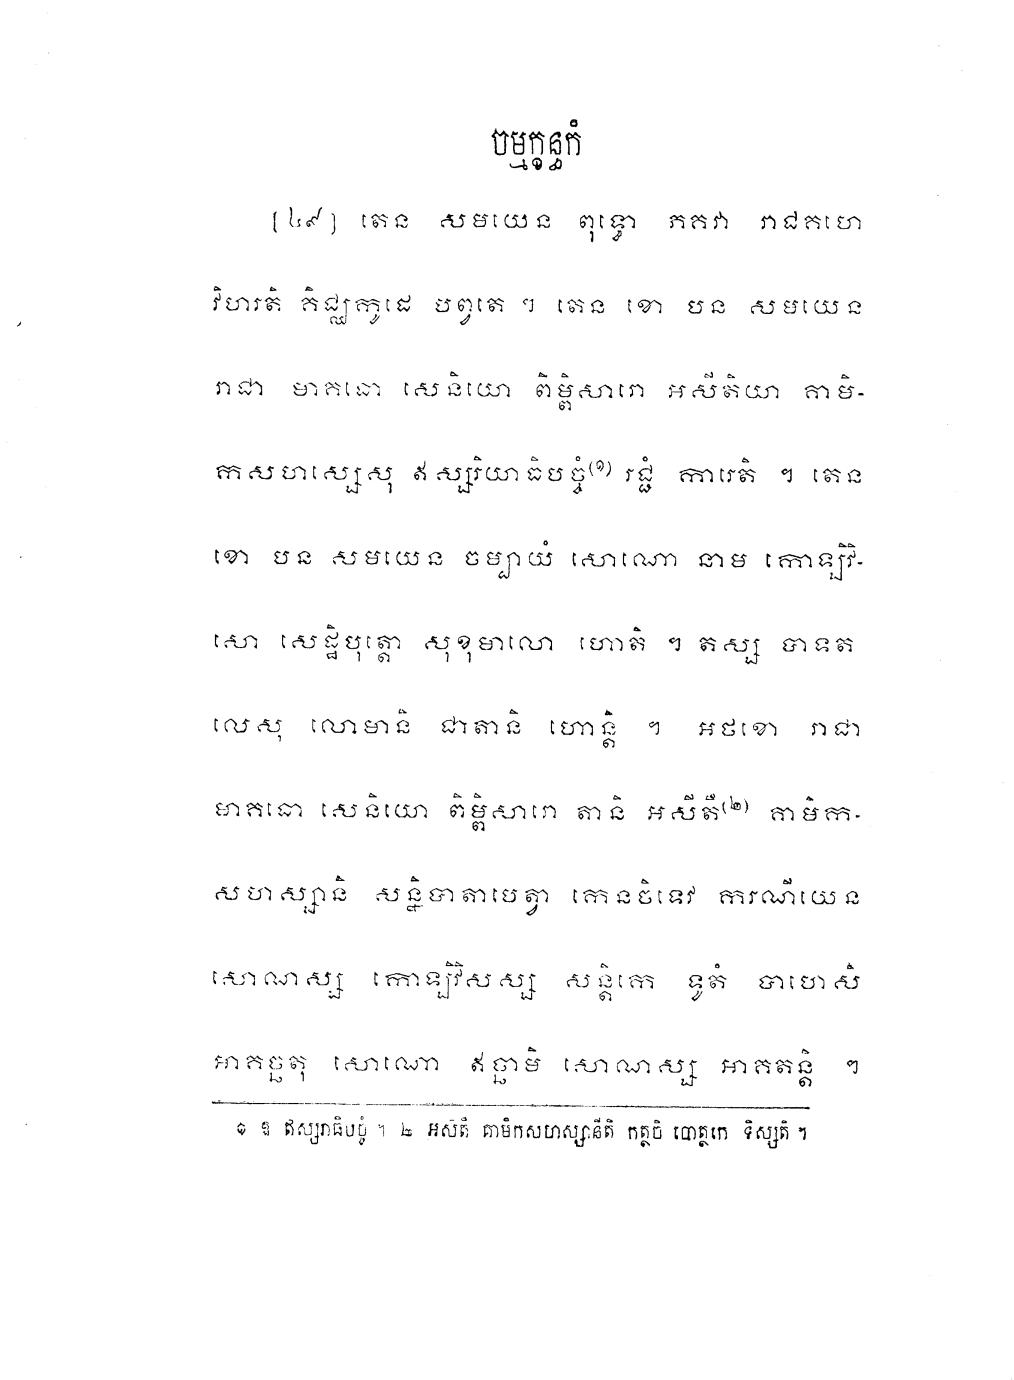 ចម្មក្ខន្ធកំ
[៤៩] តេន សមយេន ពុទ្ធោ ភគវា រាជគហេ
វិហរតិ គិជ្ឈកូដេ បព្វតេ ។ តេន ខោ បន សមយេន
រាជា មាគធោ សេនិយោ ពិម្ពិសារោ អសីតិយា គាមិ-
កសហស្សេសុ ឥស្សរិយាធិបច្ចំ(១) រជ្ជំ ការេតិ ។ តេន
ខោ បន សមយេន ចម្បាយំ សោណោ នាម កោឡិវិ-
សោ សេដ្ឋិបុត្តោ សុខុមាលោ ហោតិ ។ តស្ស បាទត
លេសុ លោមានិ ជាតានិ ហោន្តិ ។ អថខោ រាជា
មាគធោ សេនិយោ ពិម្ពិសារោ តានិ អសីតឹ(២) គាមិក-
សហស្សានិ សន្និបាតាបេត្វា កេនចិទេវ ករណីយេន
សោណស្ស កោឡិវិសស្ស សន្តិកេ ទូតំ បាហេសិ
អាគច្ឆតុ សោណោ ឥច្ឆាមិ សោណស្ស អាគតន្តិ ។
១ ឱ ឥស្សរាធិបច្ចំ ។ ២ អសីតឹ គាមិកសហស្សានីតិ កត្ថចិ បោត្ថកេ ទិស្សតិ ។